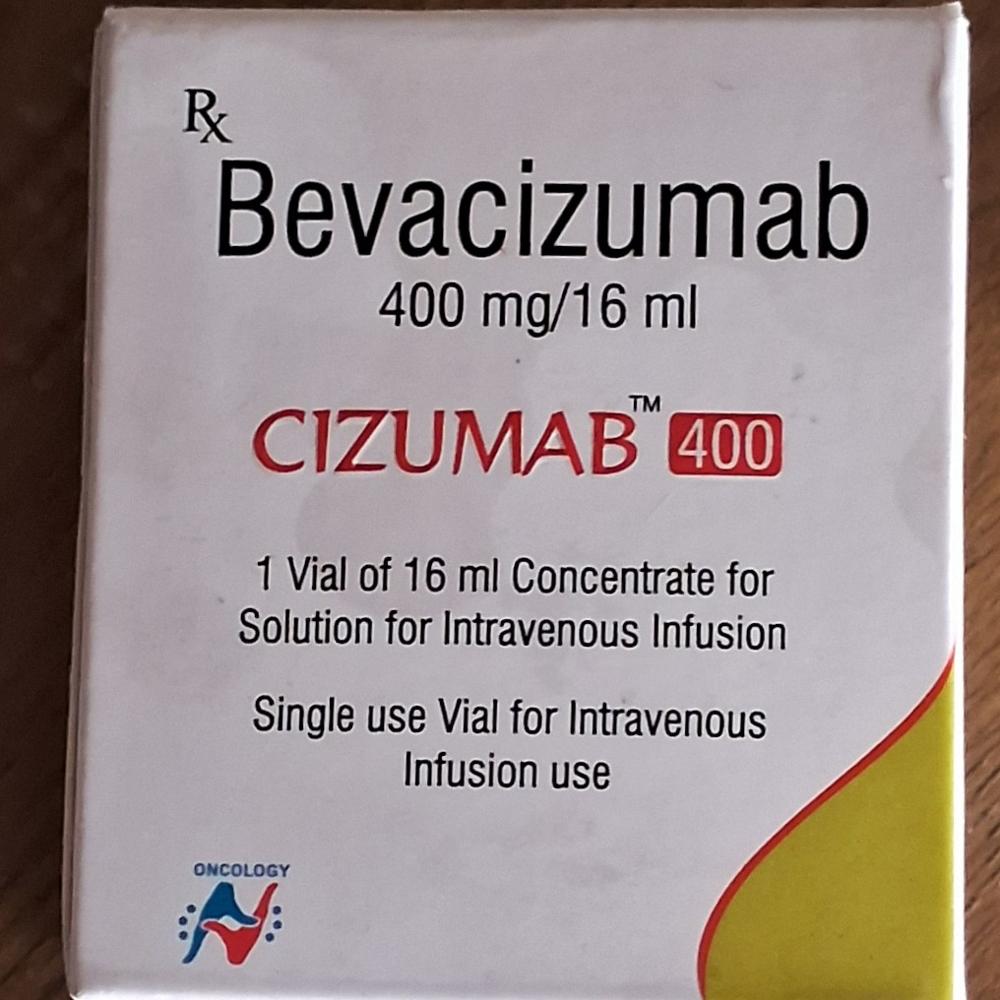 Rx
Bevacizumab
400 mg/16 ml
CIZUMAB™ 400
1 Vial of 16 ml Concentrate for
Solution for Intravenous Infusion
Single use Vial for Intravenous
Infusion use
ONCOLOGY